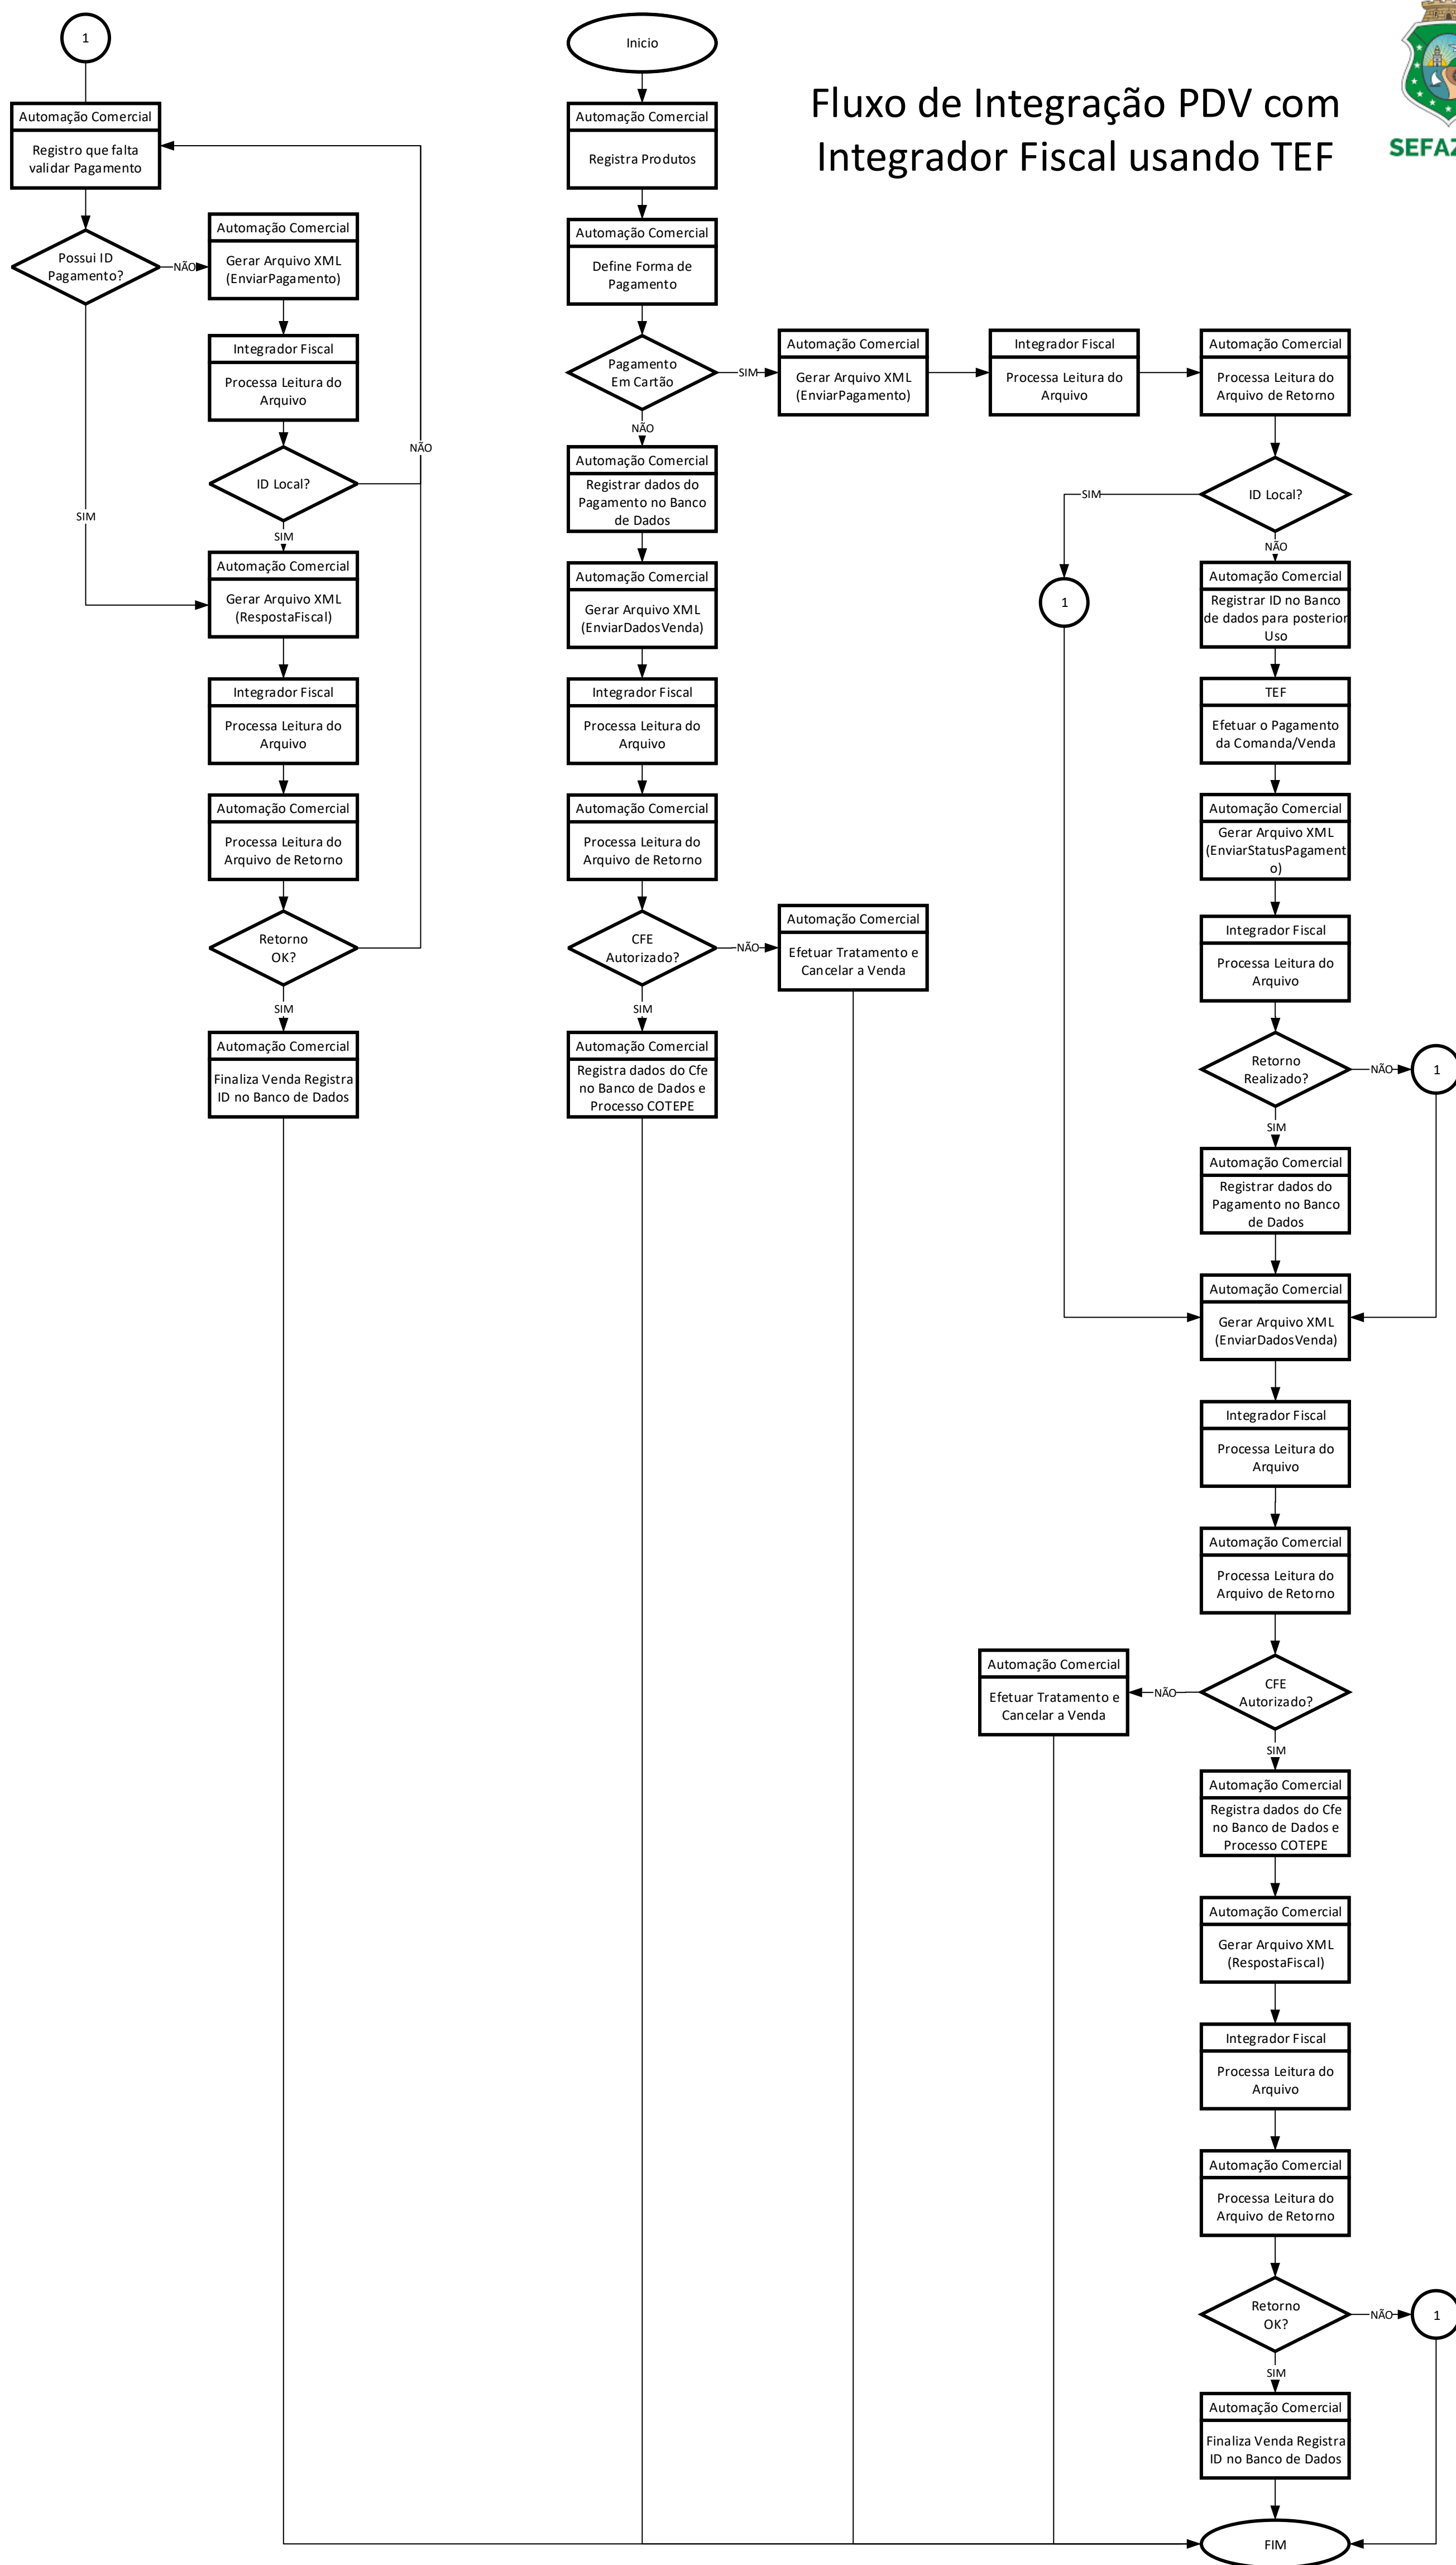 Fluxo de Integração PDV com
Integrador Fiscal usando TEF
1
Automação Comercial
Registro que falta
validar Pagamento
Possui ID
Pagamento?
NÃO
SIM
Automação Comercial
Gerar Arquivo XML
(EnviarPagamento)
Integrador Fiscal
Processa Leitura do
Arquivo
ID Local?
NÃO
SIM
Automação Comercial
Gerar Arquivo XML
(RespostaFiscal)
Integrador Fiscal
Processa Leitura do
Arquivo
Automação Comercial
Processa Leitura do
Arquivo de Retorno
Retorno
OK?
SIM
Automação Comercial
Finaliza Venda Registra
ID no Banco de Dados
Inicio
Automação Comercial
Registra Produtos
Automação Comercial
Define Forma de
Pagamento
Pagamento
Em Cartão
SIM
NÃO
Automação Comercial
Registrar dados do
Pagamento no Banco
de Dados
Automação Comercial
Gerar Arquivo XML
(EnviarDadosVenda)
Integrador Fiscal
Processa Leitura do
Arquivo
Automação Comercial
Processa Leitura do
Arquivo de Retorno
CFE
Autorizado?
NÃO
Automação Comercial
Efetuar Tratamento e
Cancelar a Venda
SIM
Automação Comercial
Registra dados do Cfe
no Banco de Dados e
Processo COTEPE
Automação Comercial
Gerar Arquivo XML
(EnviarPagamento)
Integrador Fiscal
Processa Leitura do
Arquivo
Automação Comercial
Processa Leitura do
Arquivo de Retorno
ID Local?
SIM
1
NÃO
Automação Comercial
Registrar ID no Banco
de dados para posterior
Uso
TEF
Efetuar o Pagamento
da Comanda/Venda
Automação Comercial
Gerar Arquivo XML
(EnviarStatusPagament
o)
Integrador Fiscal
Processa Leitura do
Arquivo
Retorno
Realizado?
NÃO
1
SIM
Automação Comercial
Registrar dados do
Pagamento no Banco
de Dados
Automação Comercial
Gerar Arquivo XML
(EnviarDadosVenda)
Integrador Fiscal
Processa Leitura do
Arquivo
Automação Comercial
Processa Leitura do
Arquivo de Retorno
CFE
Autorizado?
NÃO
Automação Comercial
Efetuar Tratamento e
Cancelar a Venda
SIM
Automação Comercial
Registra dados do Cfe
no Banco de Dados e
Processo COTEPE
Automação Comercial
Gerar Arquivo XML
(RespostaFiscal)
Integrador Fiscal
Processa Leitura do
Arquivo
Automação Comercial
Processa Leitura do
Arquivo de Retorno
Retorno
OK?
NÃO
1
SIM
Automação Comercial
Finaliza Venda Registra
ID no Banco de Dados
FIM